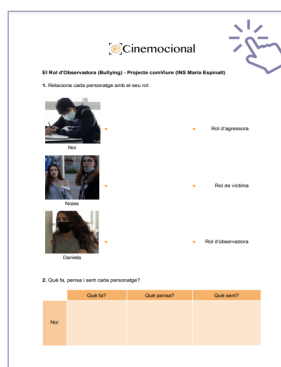 Cinemocional
El Rol d'Observadora (Bullying) - Projecte comViure (INS Maria Espinalt)
1. Relaciona cada personatge amb el seu rol:
Rol d'agressora
Noi
Rol de víctima
Noies
Rol d'observadora
Daniela
2. Què fa, pensa i sent cada personatge?
Què fa? Què pensa? Què sent?
Noi